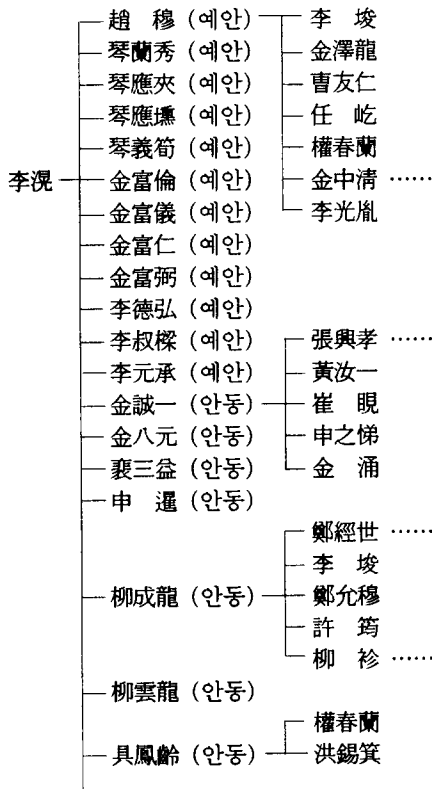 趙 穆 (예안) 李 埈
琴蘭秀 (예안) 金澤龍
琴應夾 (예안) 曺友仁
琴應壎 (예안) 任 屹
琴義筍 (예안) 權春蘭
李滉 金富倫 (예안) 金中淸 ……
金富儀 (예안) 李光胤
金富仁 (예안)
金富弼 (예안)
李德弘 (예안)
李叔樑 (예안) 張興孝 ……
李元承 (예안) 黃汝一
金誠一 (안동) 崔 晛
金八元 (안동) 申之悌
裵三益 (안동) 金 涌
申 暹 (안동)
鄭經世 ……
李 埈
柳成龍 (안동) 鄭允穆
許 筠
柳 袗 ……
柳雲龍 (안동)
權春蘭
具鳳齡 (안동) 洪錫箕